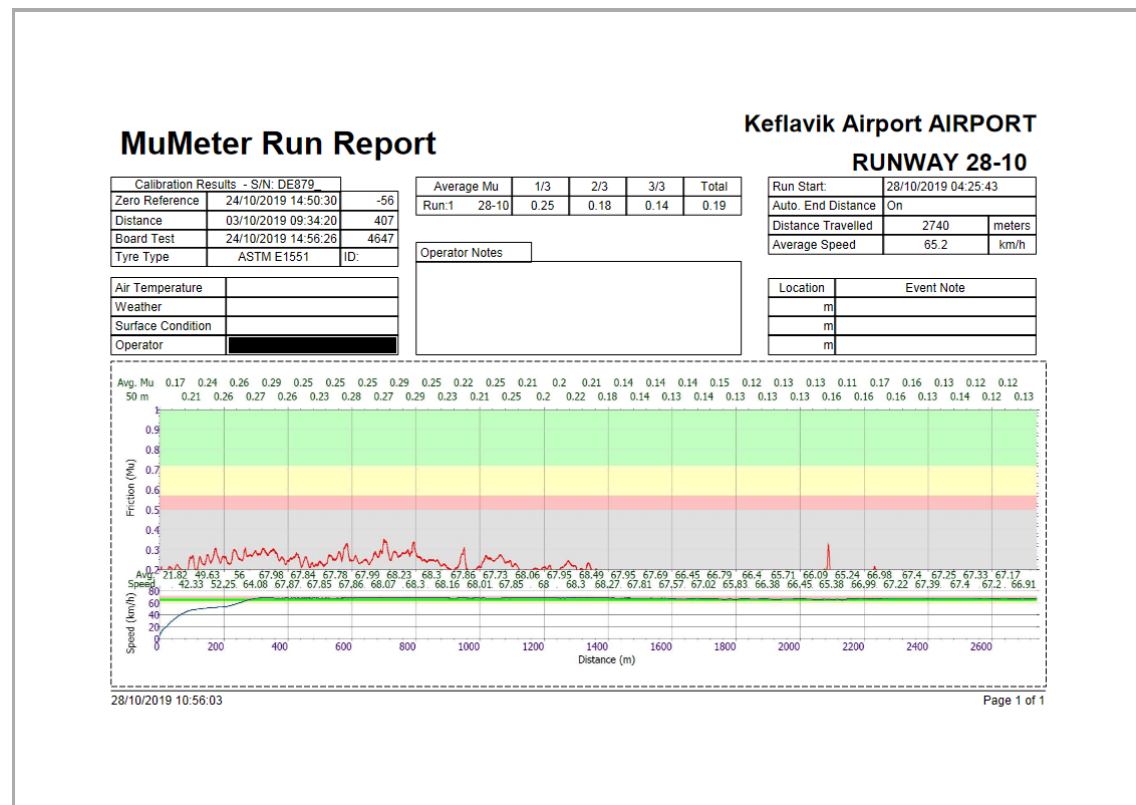 Keflavik Airport AIRPORT
MuMeter Run Report
RUNWAY 28-10
Calibration Results - S/N: DE879_
Zero Reference 24/10/2019 14:50:30 -56
Distance 03/10/2019 09:34:20 407
Board Test 24/10/2019 14:56:26 4647
Tyre Type ASTM E1551 ID:
Average Mu 1/3 2/3 3/3 Total
Run:1 28-10 0.25 0.18 0.14 0.19
Run Start: 28/10/2019 04:25:43
Auto. End Distance On
Distance Travelled 2740 meters
Average Speed 65.2 km/h
Operator Notes
Air Temperature
Weather
Surface Condition
Operator
Location Event Note
m
m
m
Avg. Mu 0.17 0.24 0.26 0.29 0.25 0.25 0.25 0.29 0.25 0.22 0.25 0.21 0.2 0.21 0.14 0.14 0.14 0.15 0.12 0.13 0.13 0.11 0.17 0.16 0.13 0.12 0.12
50 m 0.21 0.26 0.27 0.26 0.23 0.28 0.27 0.29 0.23 0.21 0.25 0.2 0.22 0.18 0.14 0.13 0.14 0.13 0.13 0.13 0.16 0.16 0.16 0.13 0.14 0.12 0.13
Friction (Mu)
1
0.9
0.8
0.7
0.6
0.5
0.4
0.3
0.2
Avg. 21.82 49.63 56 67.98 67.84 67.78 67.99 68.23 68.3 67.86 67.73 68.06 67.95 68.49 67.95 67.69 66.45 65.75 66.4 65.71 66.09 65.24 66.98 67.4 67.25 67.33 67.17
Speed 42.33 52.25 64.08 67.87 67.85 67.86 68.07 68.3 68.16 68.01 67.85 68 68.3 68.27 67.81 67.57 67.02 65.83 66.38 66.45 65.38 66.99 67.22 67.39 67.4 67.2 66.91
Speed (km/h)
80
60
40
20
0
0 200 400 600 800 1000 1200 1400 1600 1800 2000 2200 2400 2600
Distance (m)
28/10/2019 10:56:03
Page 1 of 1